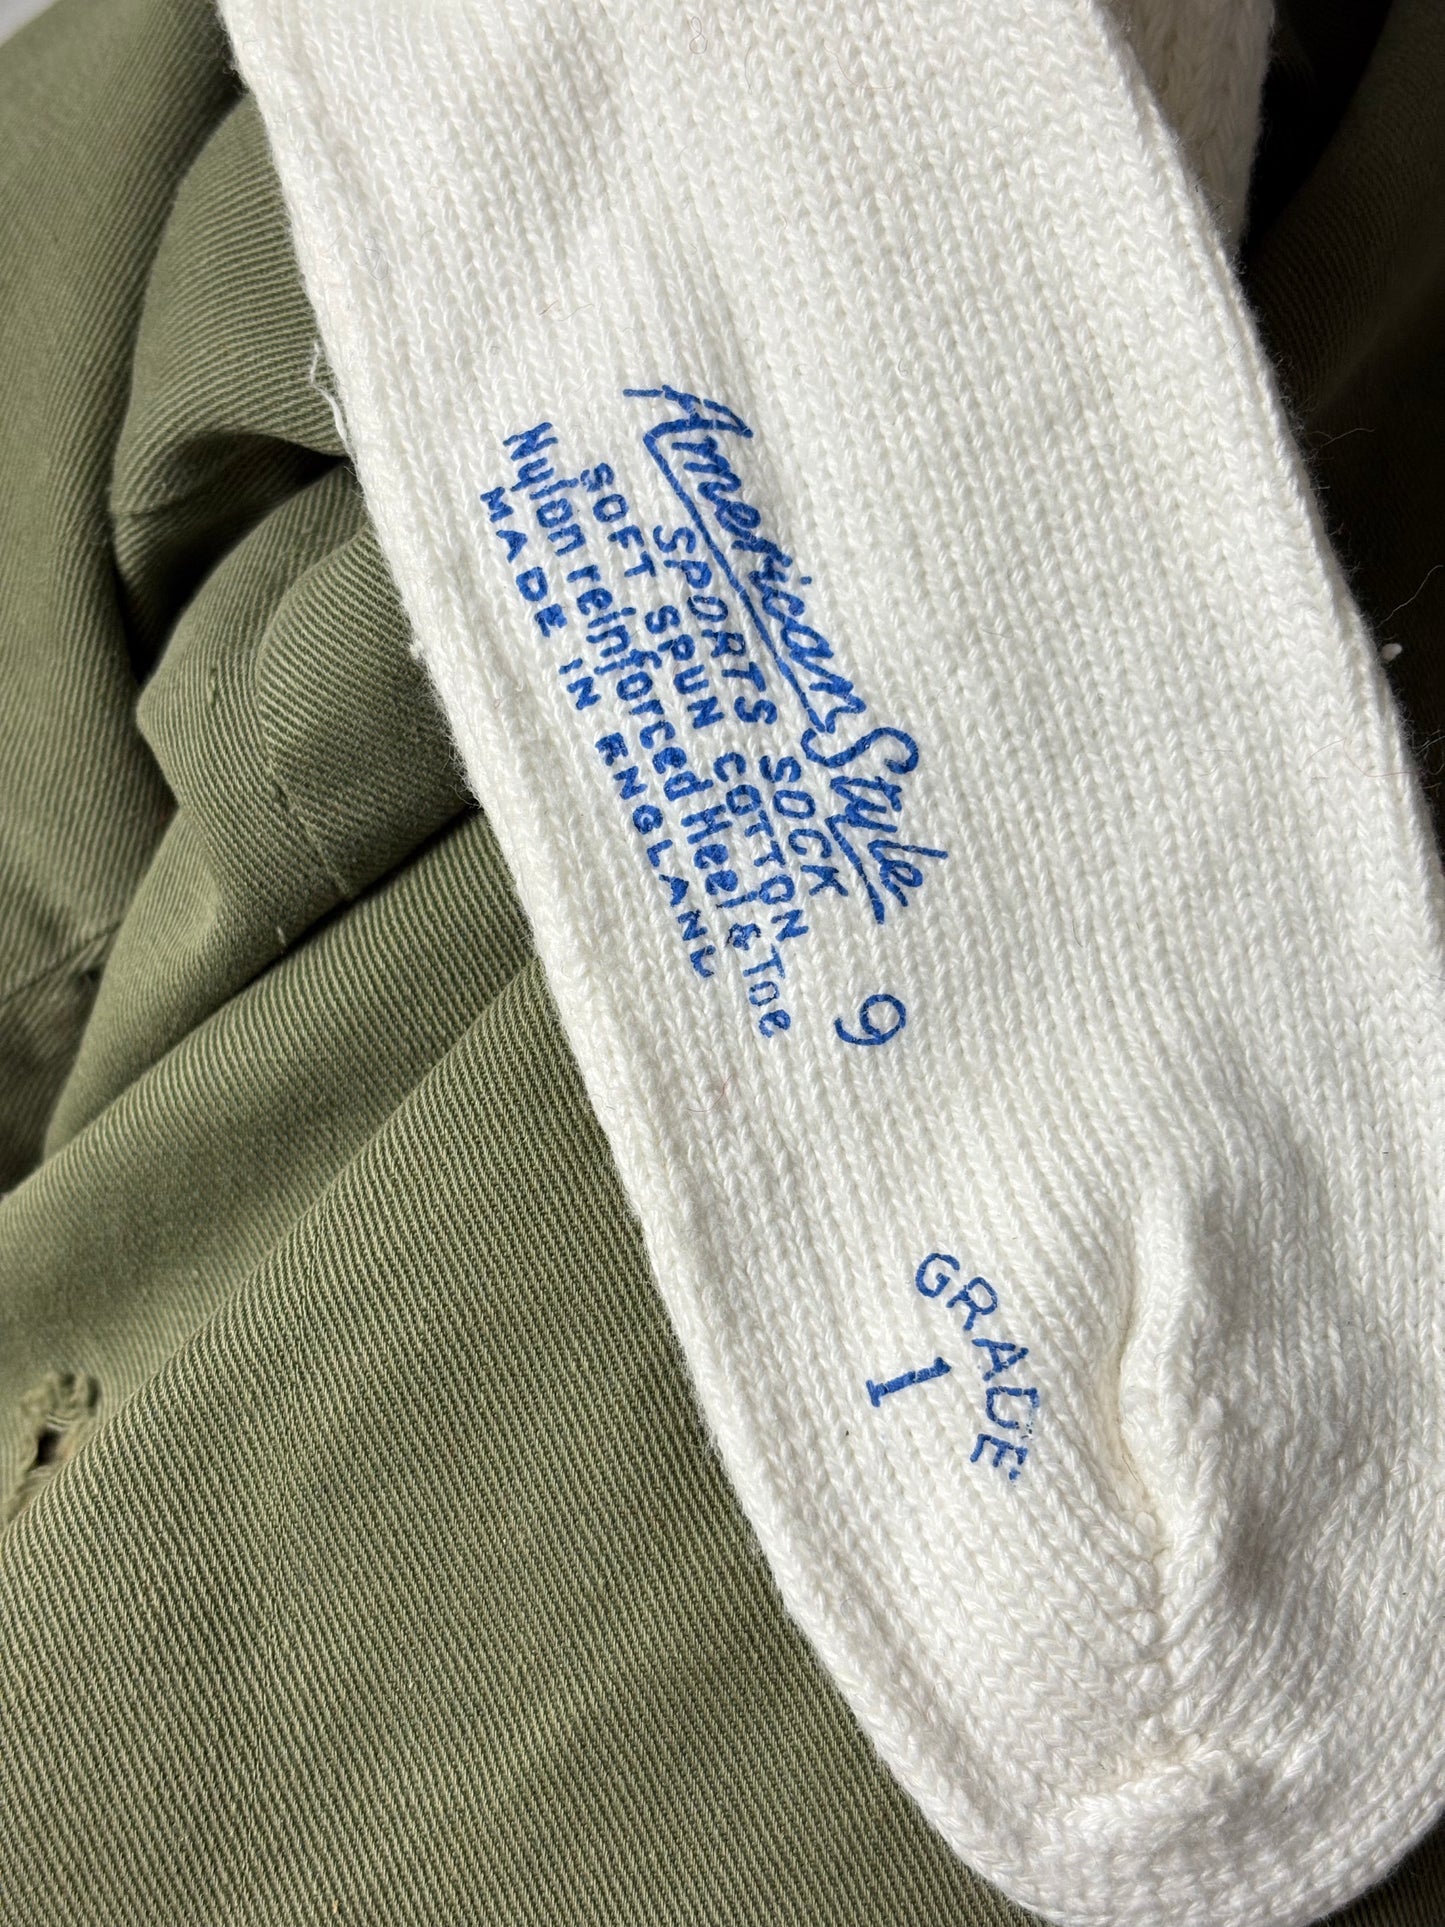 American Style
SPORTS SOCK
SOFT SPUN COTTON
Nylon reinforced Heel & Toe
MADE IN ENGLAND
9
GRADE
1